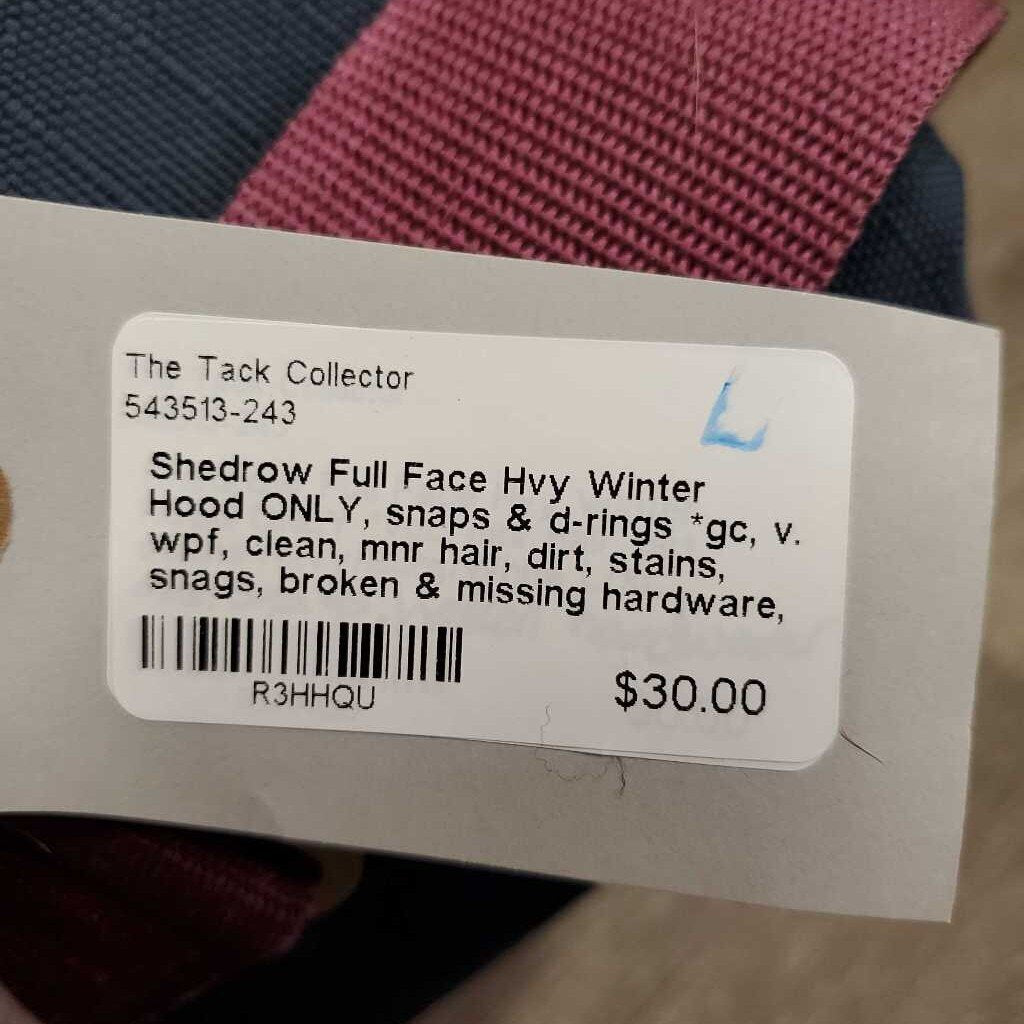 The Tack Collector
543513-243
L
Shedrow Full Face Hvy Winter
Hood ONLY, snaps & d-rings *gc, v.
wpf, clean, mnr hair, dirt, stains,
snags, broken & missing hardware,
R3HHQU
$30.00